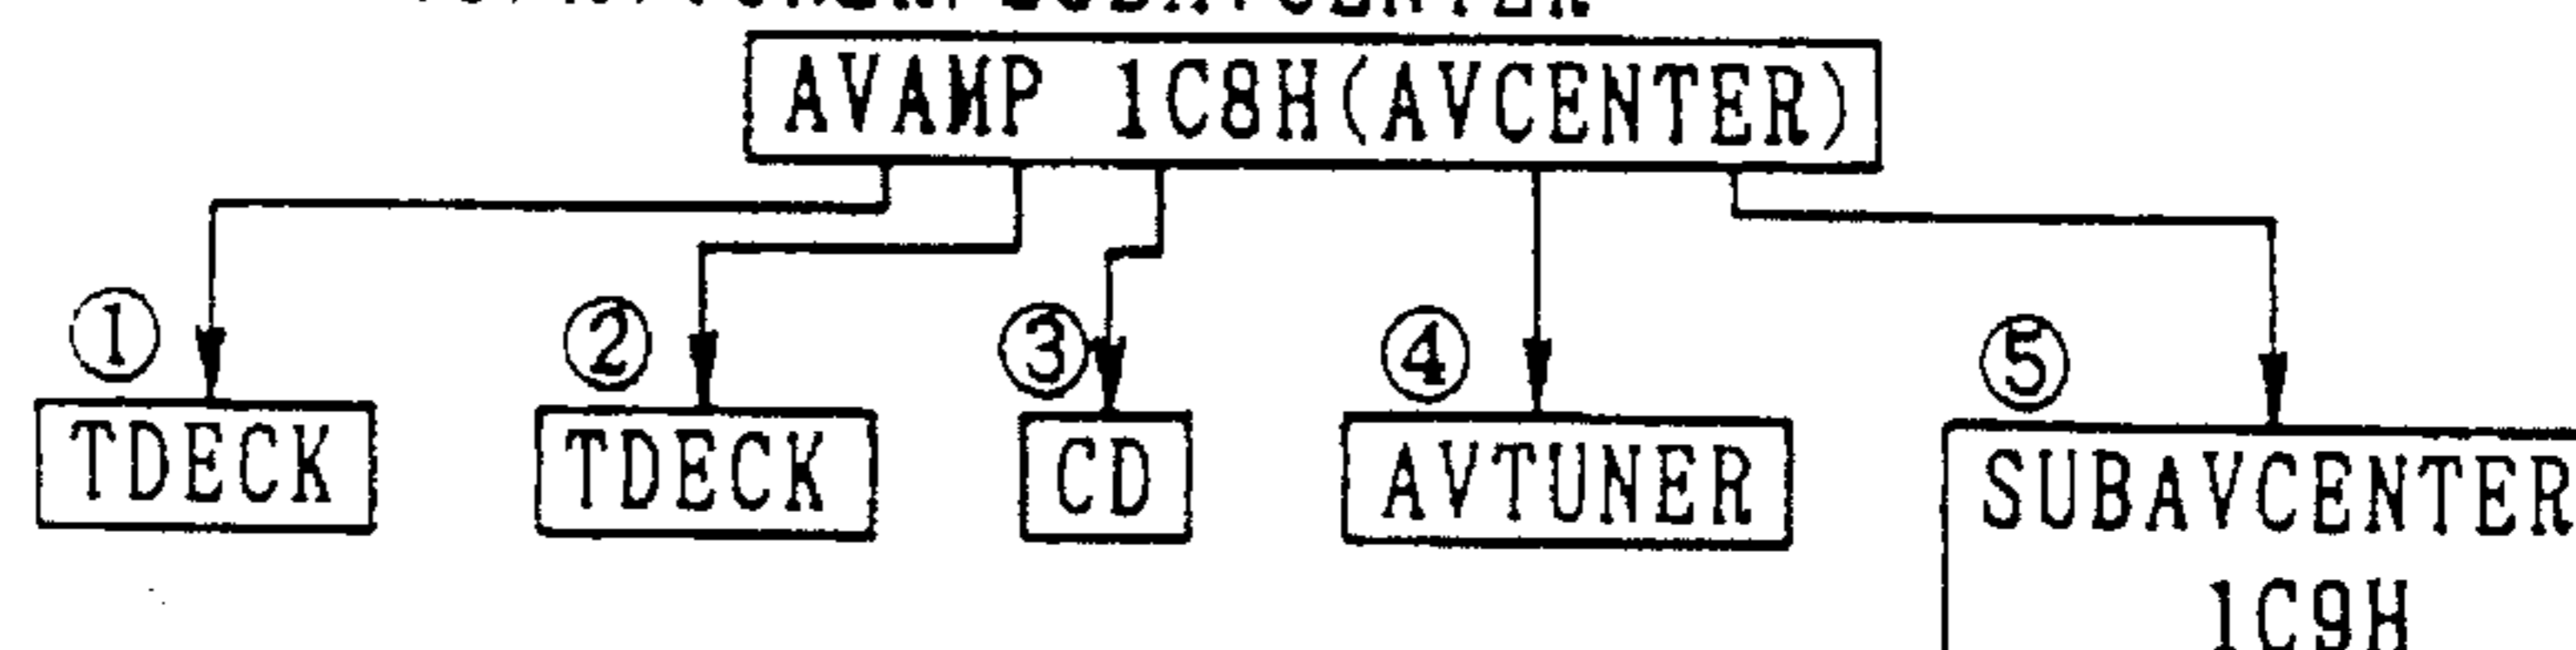 AVAMP 1C8H(AVCENTER)
① ② ③ ④ ⑤
TDECK TDECK CD AVTUNER SUBAVCENTER
1C9H